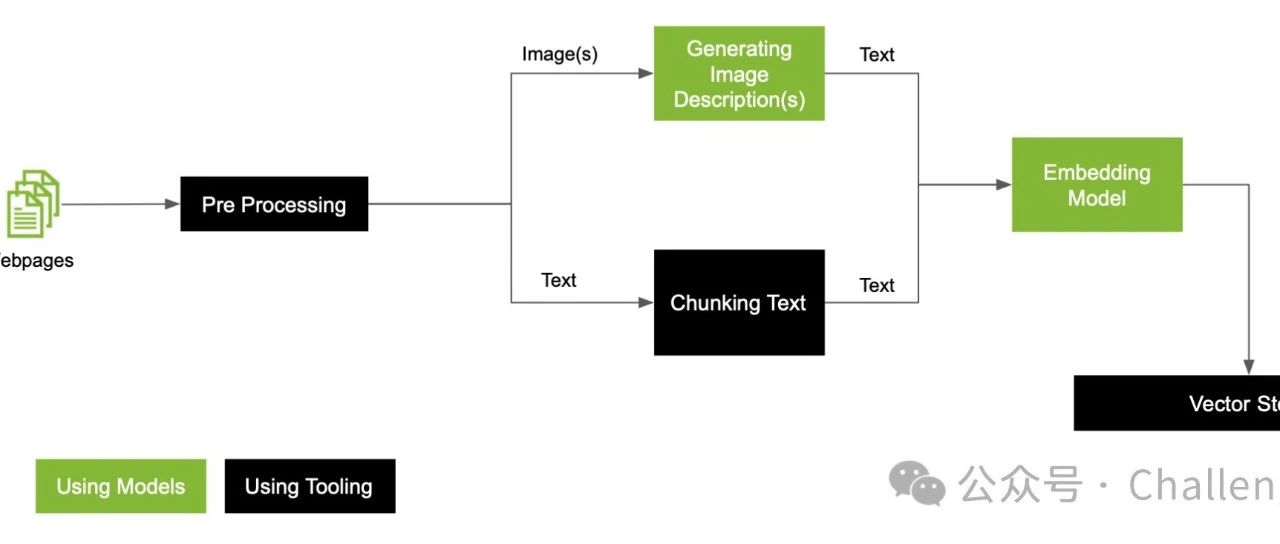 Image(s)
Generating
Image
Description(s)
Text
Pre Processing
ebpages
Text
Chunking Text
Text
Embedding
Model
Vector
Using Models
Using Tooling
公众号 · Challen